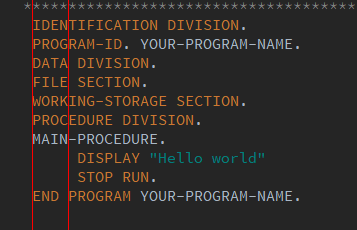 *************************************
IDENTIFICATION DIVISION.
PROGRAM-ID. YOUR-PROGRAM-NAME.
DATA DIVISION.
FILE SECTION.
WORKING-STORAGE SECTION.
PROCEDURE DIVISION.
MAIN-PROCEDURE.
DISPLAY "Hello world"
STOP RUN.
END PROGRAM YOUR-PROGRAM-NAME.